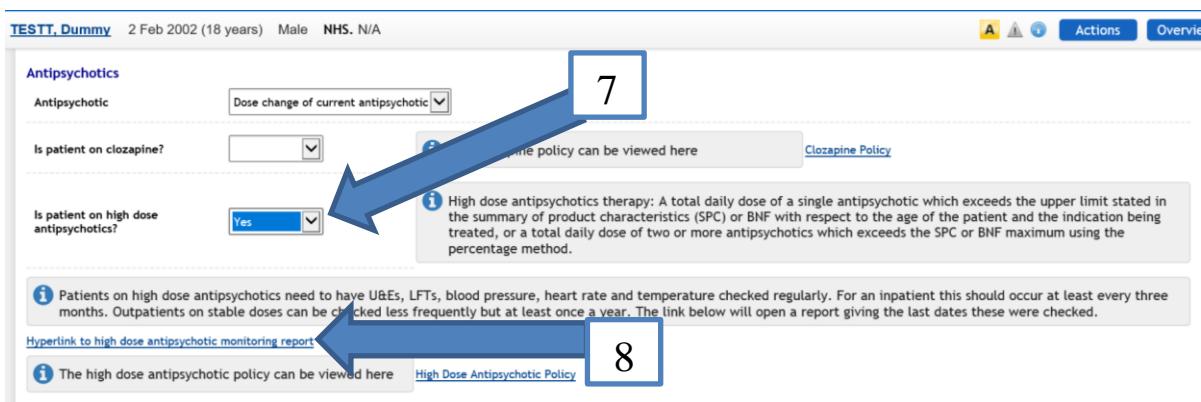 TESTT, Dummy 2 Feb 2002 (18 years) Male NHS. N/A A Actions
Antipsychotics
Antipsychotic Dose change of current antipsychotic 7
Is patient on clozapine? policy can be viewed here Clozapine Policy
Is patient on high dose
antipsychotics?
Yes
High dose antipsychotics therapy: A total daily dose of a single antipsychotic which exceeds the upper limit stated in
the summary of product characteristics (SPC) or BNF with respect to the age of the patient and the indication being
treated, or a total daily dose of two or more antipsychotics which exceeds the SPC or BNF maximum using the
percentage method.
Patients on high dose antipsychotics need to have U&Es, LFTs, blood pressure, heart rate and temperature checked regularly. For an inpatient this should occur at least every three
months. Outpatients on stable doses can be checked less frequently but at least once a year. The link below will open a report giving the last dates these were checked.
Hyperlink to high dose antipsychotic monitoring report
8
The high dose antipsychotic policy can be viewed here High Dose Antipsychotic Policy